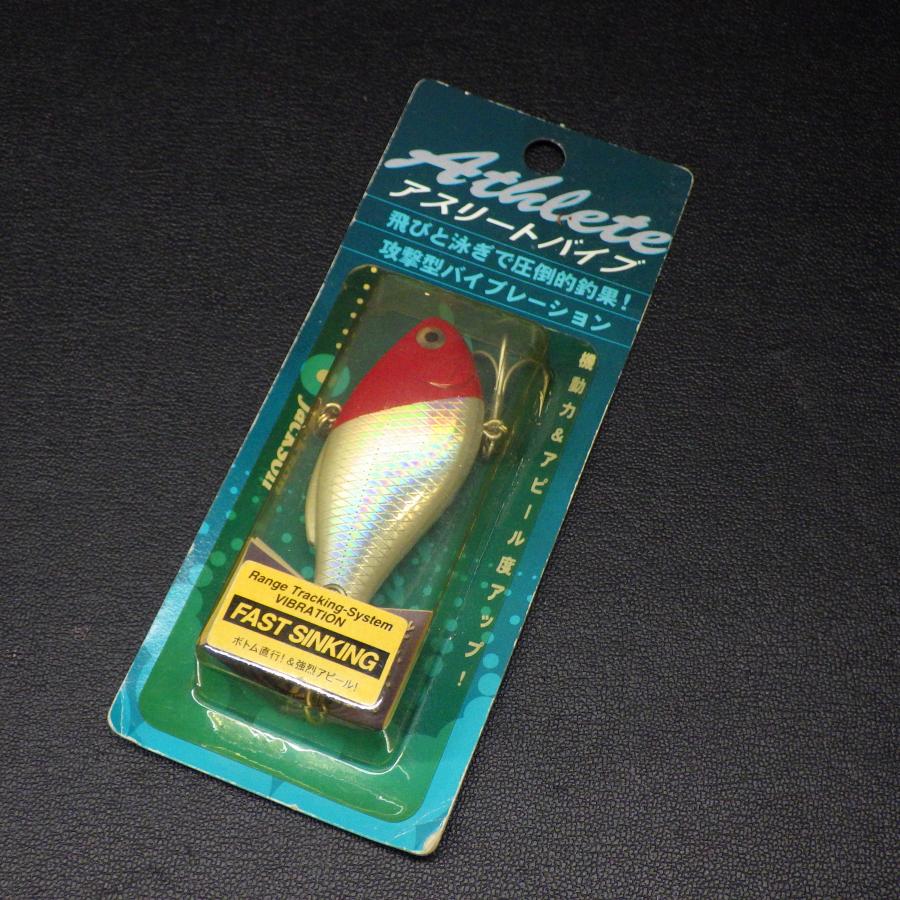 Athlete
アスリートバイブ
飛びと泳ぎで圧倒的釣果!
攻撃型バイブレーション
機動力&アピール度アップ!
Jackson
Range Tracking-System
VIBRATION
FAST SINKING
ボトム直行!&強烈アピール!